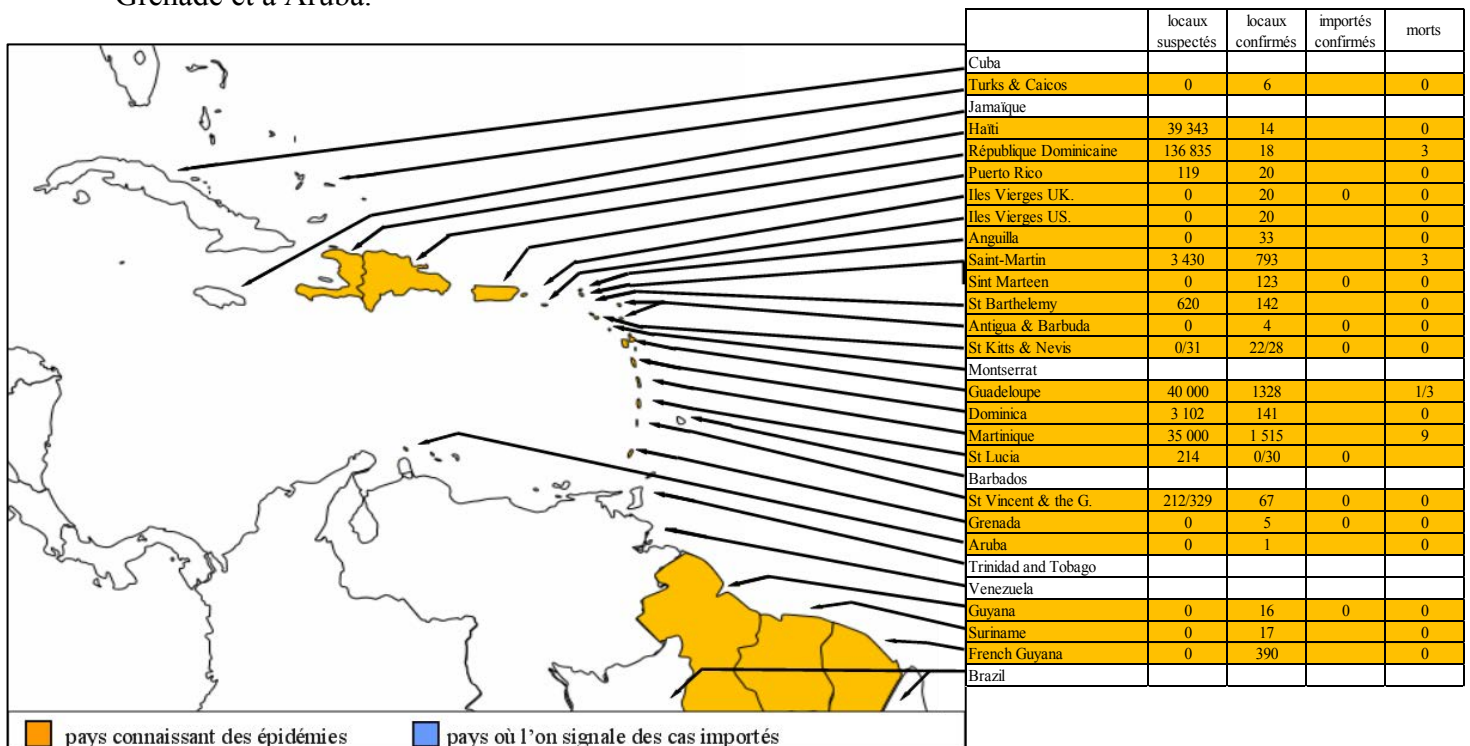 Grenade et à Aruba.
locaux suspectés locaux confirmés importés confirmés morts
Cuba
Turks & Caicos 0 6 0
Jamaïque
Haïti 39 343 14 0
République Dominicaine 136 835 18 3
Puerto Rico 119 20 0
Iles Vierges UK. 0 20 0 0
Iles Vierges US. 0 20 0
Anguilla 0 33 0
Saint-Martin 3 430 793 3
Sint Marteen 0 123 0 0
St Barthelemy 620 142 0
Antigua & Barbuda 0 4 0 0
St Kitts & Nevis 0/31 22/28 0 0
Montserrat
Guadeloupe 40 000 1328 1/3
Dominica 3 102 141 0
Martinique 35 000 1 515 9
St Lucia 214 0/30 0
Barbados
St Vincent & the G. 212/329 67 0 0
Grenada 0 5 0 0
Aruba 0 1 0
Trinidad and Tobago
Venezuela
Guyana 0 16 0 0
Suriname 0 17 0
French Guyana 0 390 0
Brazil
pays connaissant des épidémies pays où l'on signale des cas importés